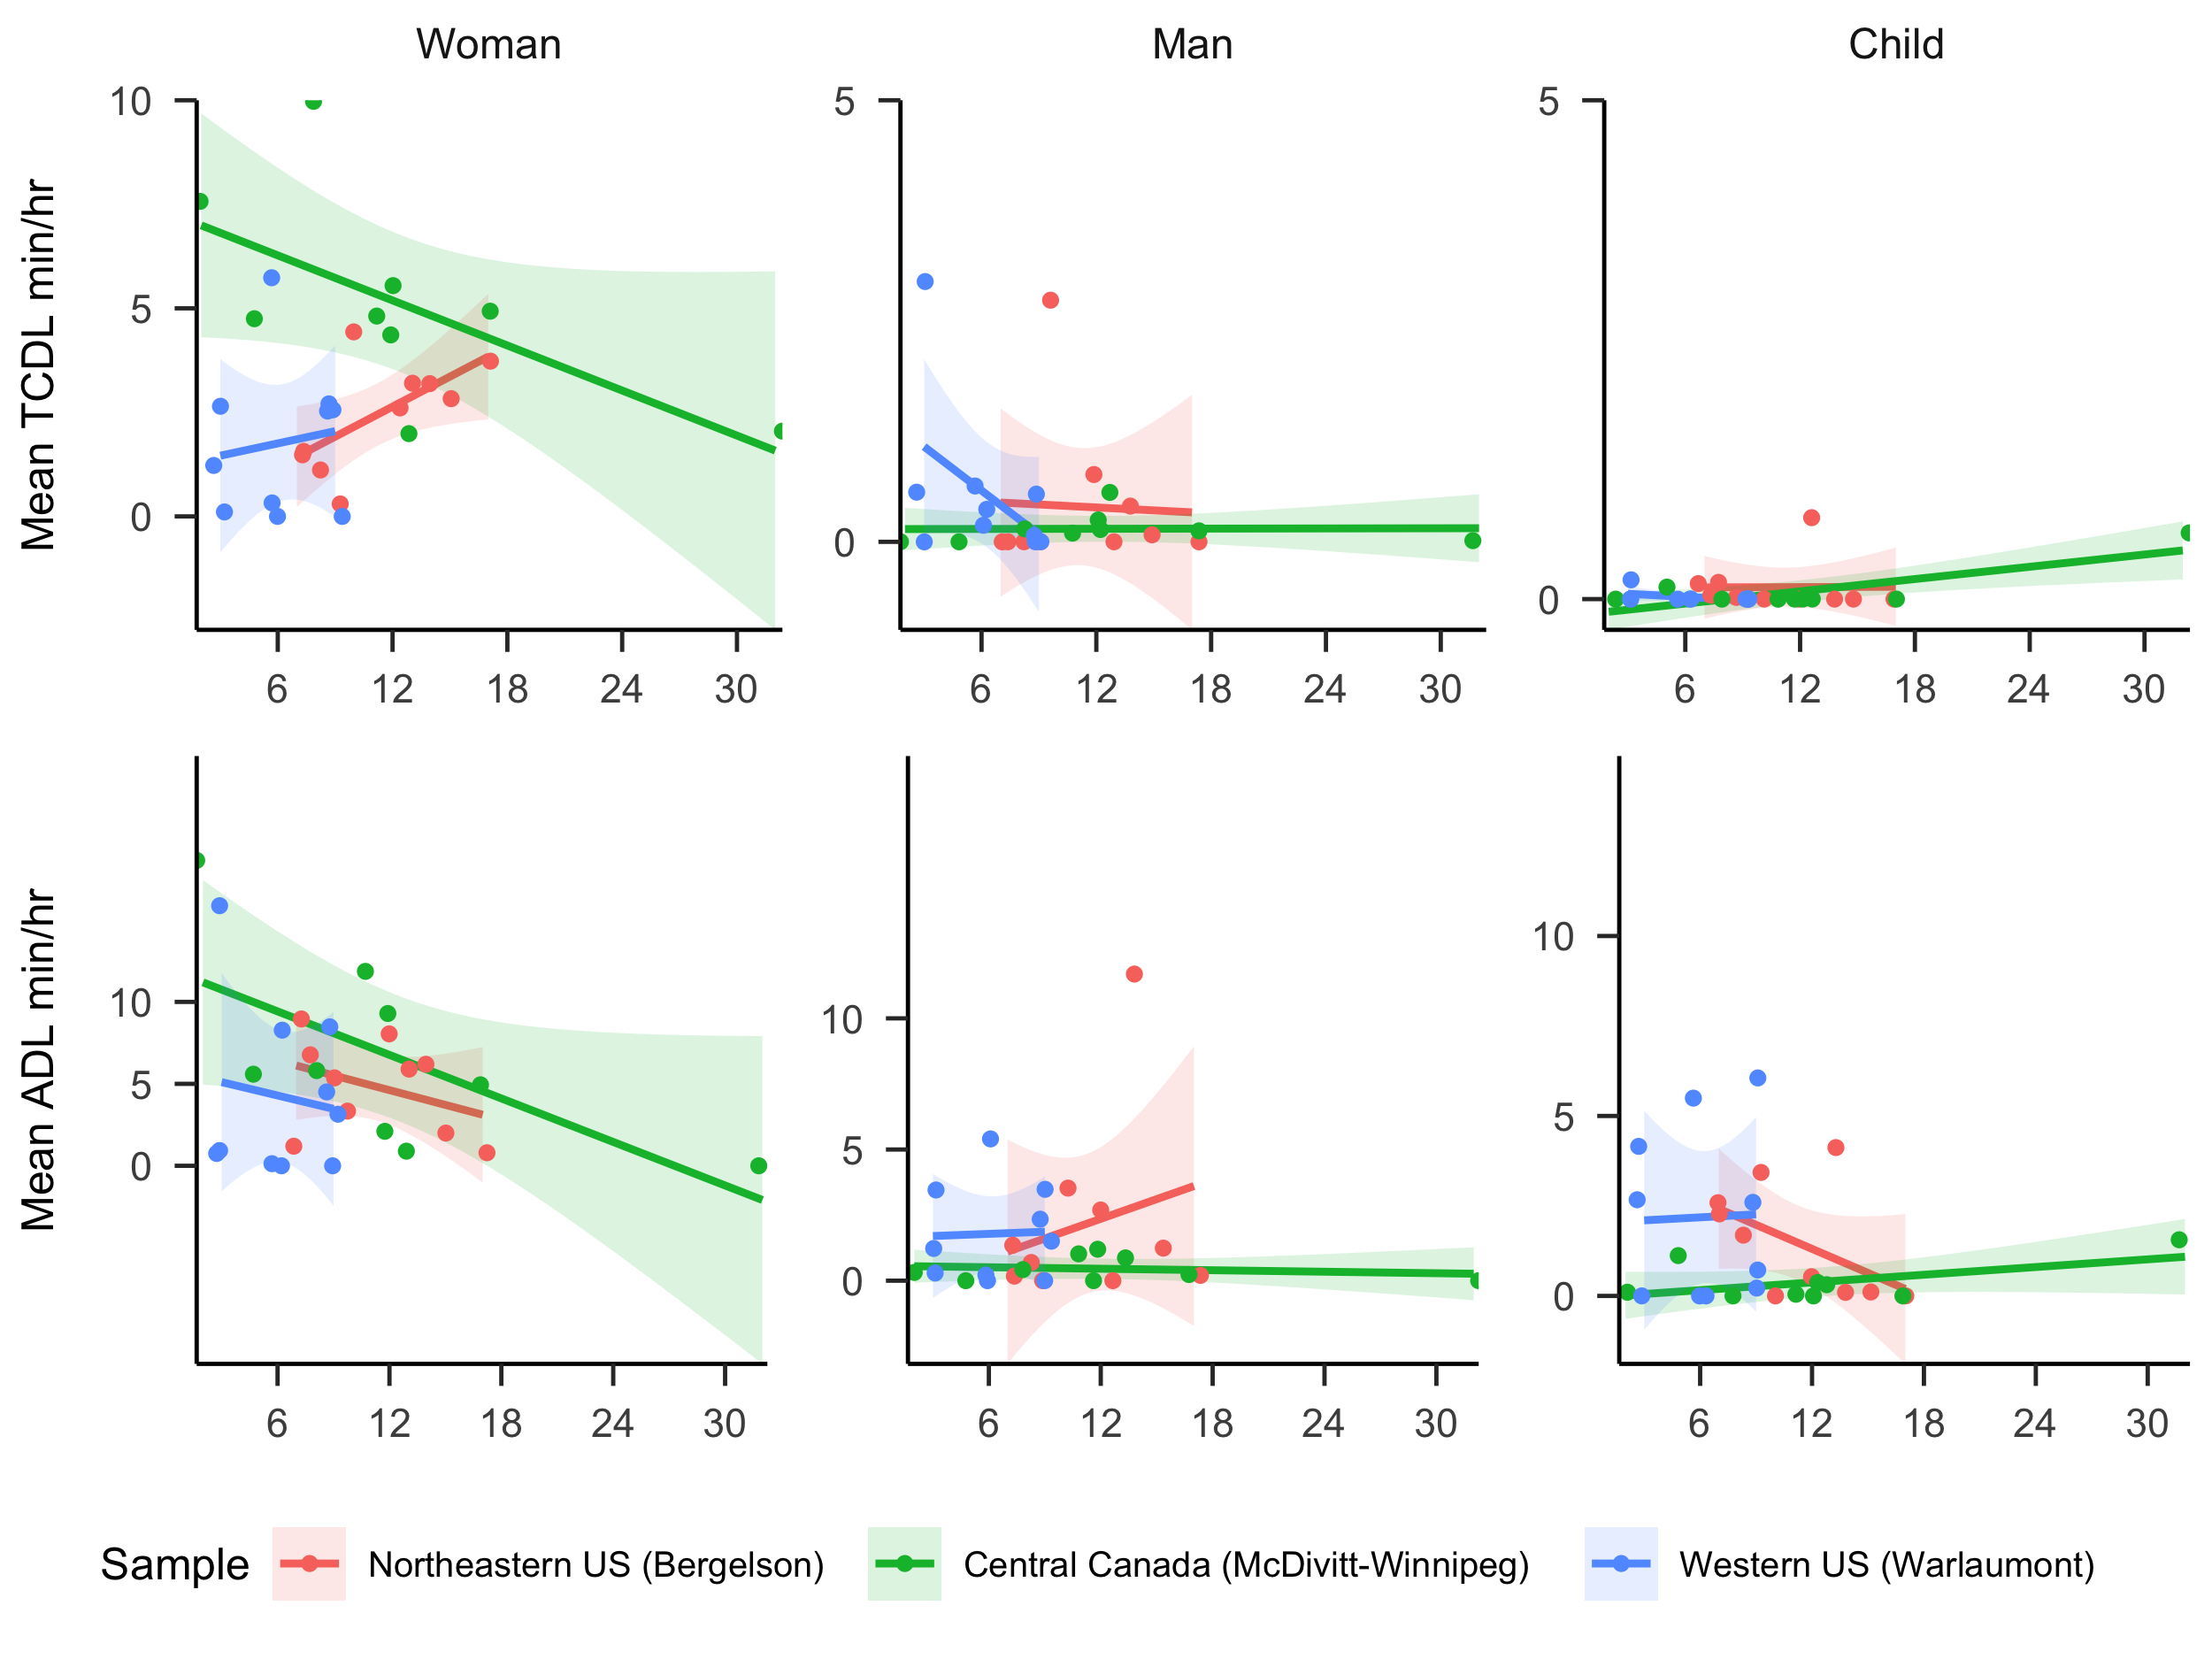 Woman Man Child
Mean TCDL min/hr
10
5
0
6 12 18 24 30
5
0
6 12 18 24 30
5
0
6 12 18 24 30
Mean ADL min/hr
10
5
0
6 12 18 24 30
10
5
0
6 12 18 24 30
10
5
0
6 12 18 24 30
Sample Northeastern US (Bergelson) Central Canada (McDivitt-Winnipeg) Western US (Warlaumont)